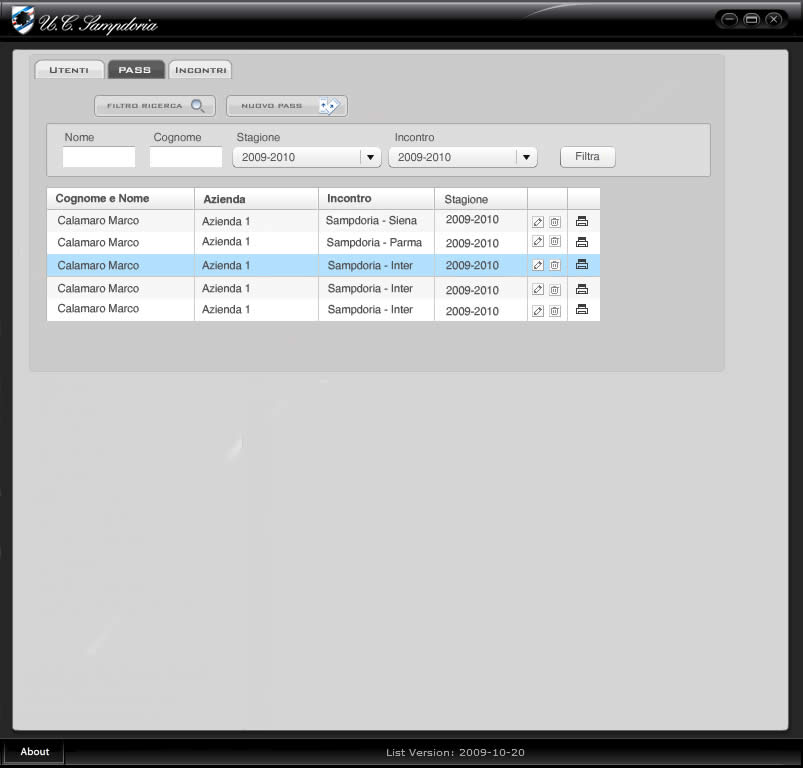 U.C. Sampdoria
UTENTI PASS INCONTRI
FILTRO RICERCA NUOVO PASS
Nome Cognome Stagione Incontro
2009-2010 2009-2010 Filtra
Cognome e Nome Azienda Incontro Stagione
Calamaro Marco Azienda 1 Sampdoria - Siena 2009-2010
Calamaro Marco Azienda 1 Sampdoria - Parma 2009-2010
Calamaro Marco Azienda 1 Sampdoria - Inter 2009-2010
Calamaro Marco Azienda 1 Sampdoria - Inter 2009-2010
Calamaro Marco Azienda 1 Sampdoria - Inter 2009-2010
About List Version: 2009-10-20